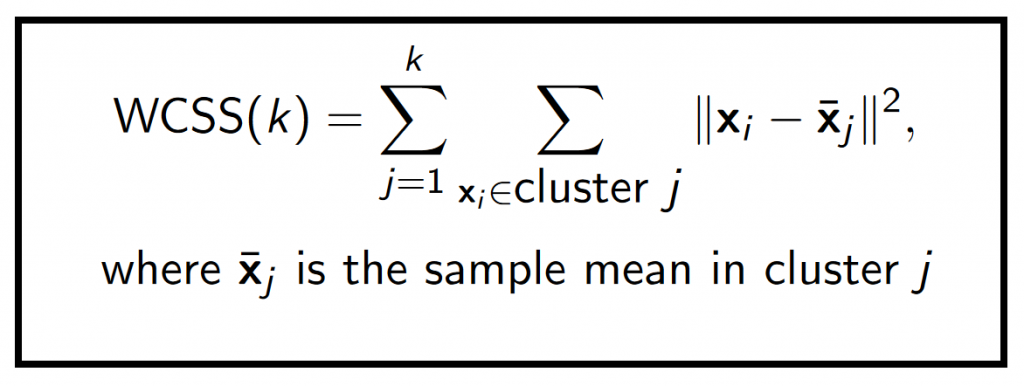 WCSS(k) = ∑_{j=1}^{k} ∑_{𝐱_i∈cluster j} ‖𝐱_i − 𝐱̄_j‖²,
where 𝐱̄_j is the sample mean in cluster j